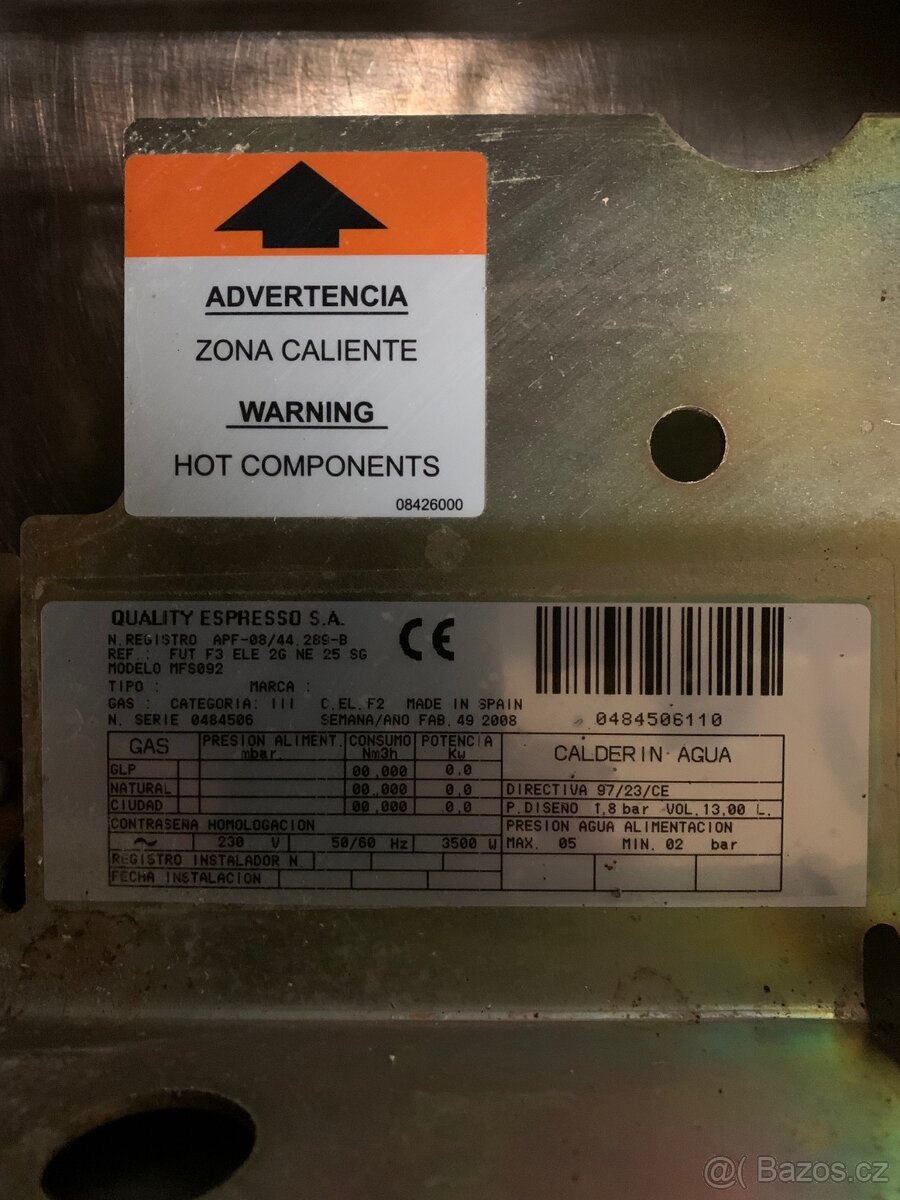 ADVERTENCIA
ZONA CALIENTE
WARNING
HOT COMPONENTS
08426000
QUALITY ESPRESSO S.A.
N.REGISTRO APF-08/44.289-B
REF.: FUT F3 ELE 2G NE 25 SG
MODELO MFS092
TIPO : MARCA :
GAS : CATEGORIA: III C.EL.F2 MADE IN SPAIN
N. SERIE 0484506 SEMANA/AÑO FAB. 49 2008
CE
0484506110
GAS PRESION ALIMENT. mbar. CONSUMO Nm3h POTENCIA Kw
GLP 00,000 0.0
NATURAL 00,000 0,0
CIUDAD 00,000 0,0
CONTRASEÑA HOMOLOGACION
~ 230 V 50/60 Hz 3500 W
REGISTRO INSTALADOR N.
FECHA INSTALACION
CALDERIN AGUA
DIRECTIVA 97/23/CE
P.DISEÑO 1,8 bar VOL.13,00 L.
PRESION AGUA ALIMENTACION
MAX. 05 MIN. 02 bar
@( Bazos.cz